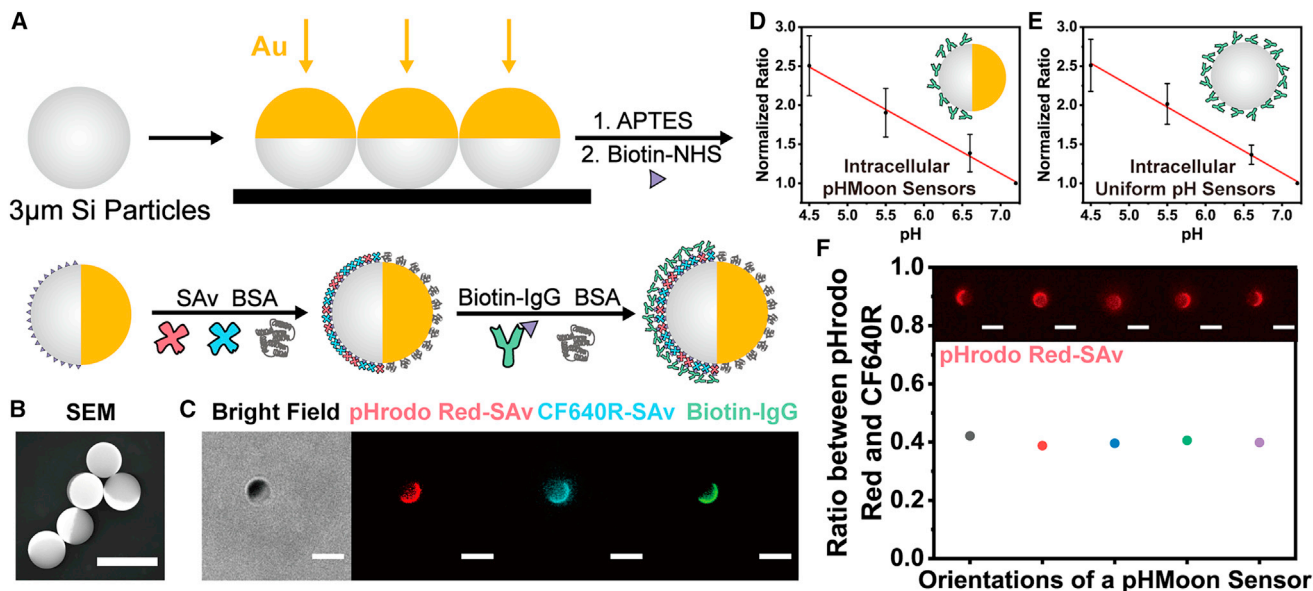 A
Au
3μm Si Particles
1. APTES
2. Biotin-NHS
SAv BSA
Biotin-IgG BSA
B
SEM
C
Bright Field
pHrodo Red-SAv
CF640R-SAv
Biotin-IgG
D
Normalized Ratio
3.0
2.5
2.0
1.5
1.0
Intracellular
pHMoon Sensors
4.5 5.0 5.5 6.0 6.5 7.0
pH
E
Normalized Ratio
3.0
2.5
2.0
1.5
1.0
Intracellular
Uniform pH Sensors
4.5 5.0 5.5 6.0 6.5 7.0
pH
F
Ratio between pHrodo
Red and CF640R
1.0
0.8
0.6
0.4
0.2
0.0
pHrodo Red-SAv
Orientations of a pHMoon Sensor